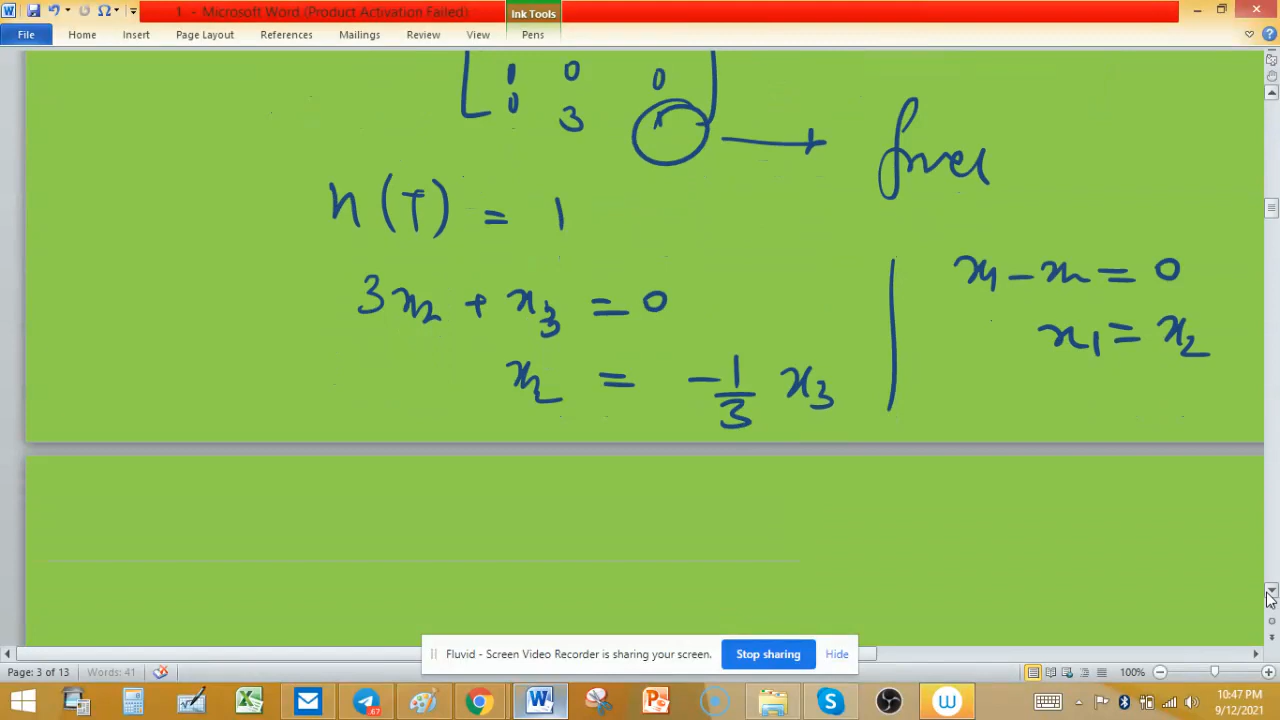 1 - Microsoft Word (Product Activation Failed)
Ink Tools
File Home Insert Page Layout References Mailings Review View Pens
1 0 0
0 3 1
free
n(T) = 1
3x2 + x3 = 0
x2 = -1/3 x3
x1 - x2 = 0
x1 = x2
Fluvid - Screen Video Recorder is sharing your screen. Stop sharing Hide
Page: 3 of 13 Words: 41 100%
67
10:47 PM
9/12/2021